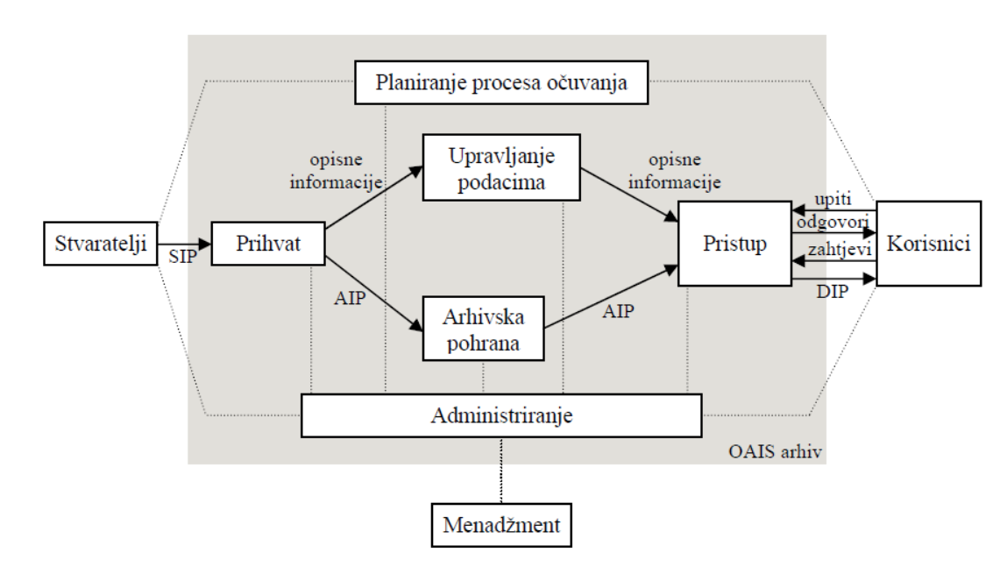 Planiranje procesa očuvanja
opisne
informacije
Upravljanje
podacima
opisne
informacije
Stvaratelji
SIP
Prihvat
Pristup
upiti
odgovori
zahtjevi
DIP
Korisnici
AIP
Arhivska
pohrana
AIP
Administriranje
OAIS arhiv
Menadžment